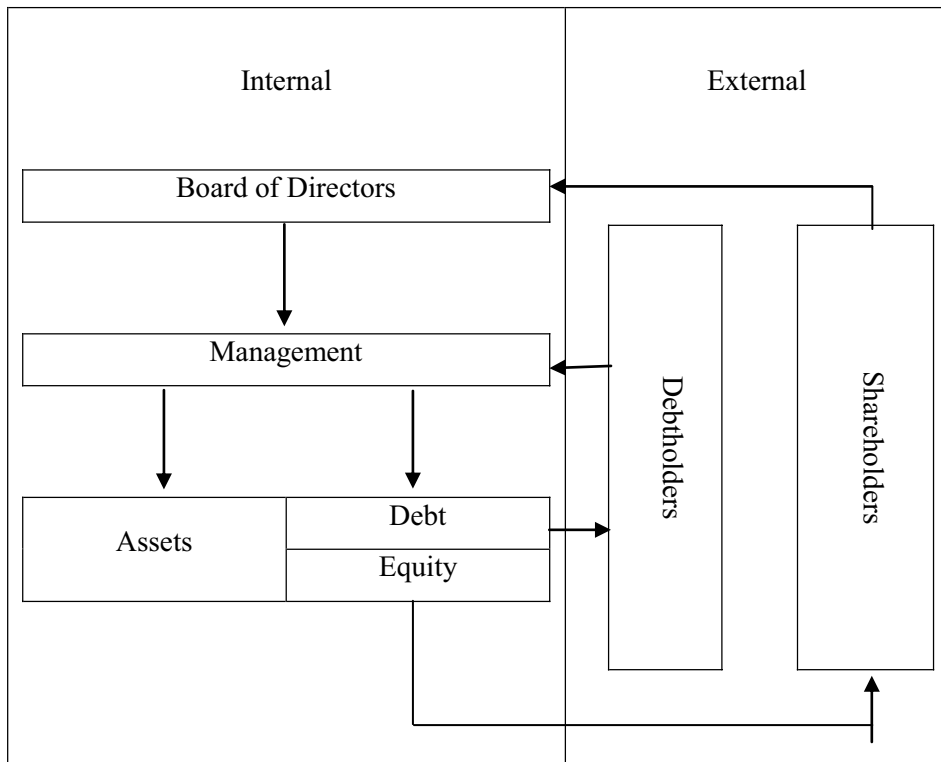 Internal
External
Board of Directors
Management
Debtholders
Shareholders
Assets
Debt
Equity